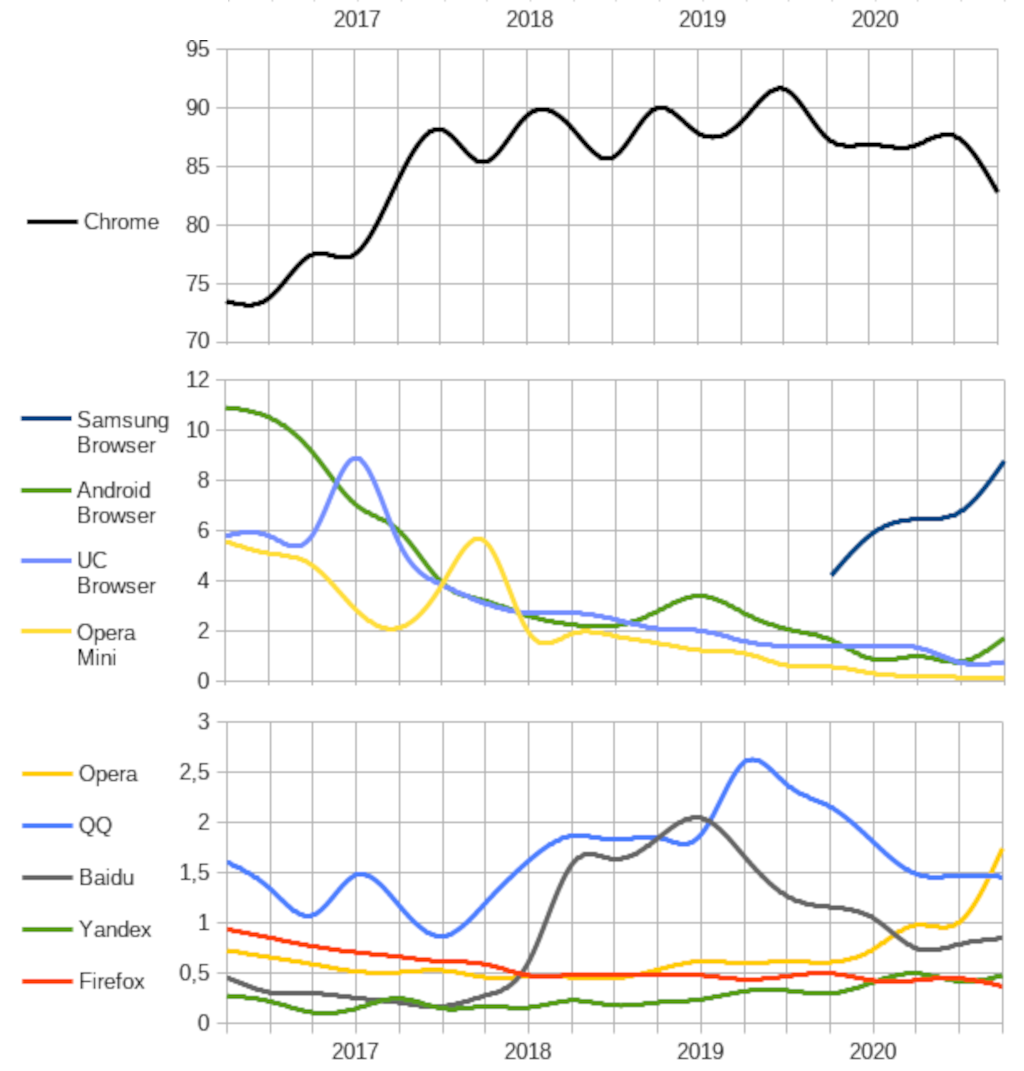 2017 2018 2019 2020
95
90
85
Chrome 80
75
70
12
Samsung
Browser
10
Android
Browser
8
6
UC
Browser
4
Opera
Mini
2
0
3
Opera 2,5
QQ 2
Baidu 1,5
Yandex 1
Firefox 0,5
0
2017 2018 2019 2020